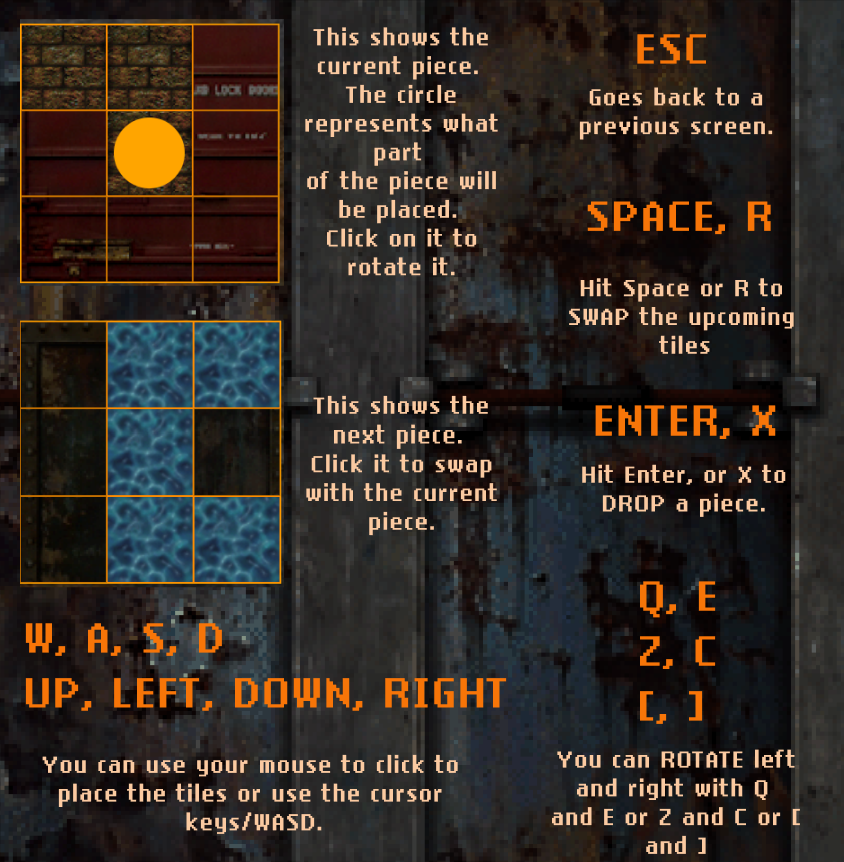 This shows the
current piece.
The circle
represents what
part
of the piece will
be placed.
Click on it to
rotate it.
This shows the
next piece.
Click it to swap
with the current
piece.
W, A, S, D
UP, LEFT, DOWN, RIGHT
You can use your mouse to click to
place the tiles or use the cursor
keys/WASD.
ESC
Goes back to a
previous screen.
SPACE, R
Hit Space or R to
SWAP the upcoming
tiles
ENTER, X
Hit Enter, or X to
DROP a piece.
Q, E
Z, C
[, ]
You can ROTATE left
and right with Q
and E or Z and C or [
and ]